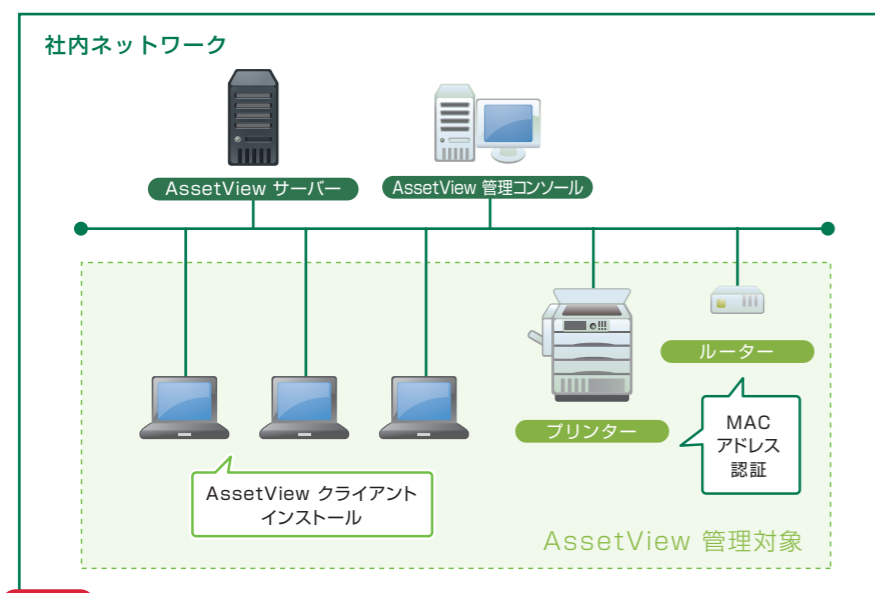 社内ネットワーク
AssetView サーバー
AssetView 管理コンソール
ルーター
プリンター
MAC
アドレス
認証
AssetView クライアント
インストール
AssetView 管理対象